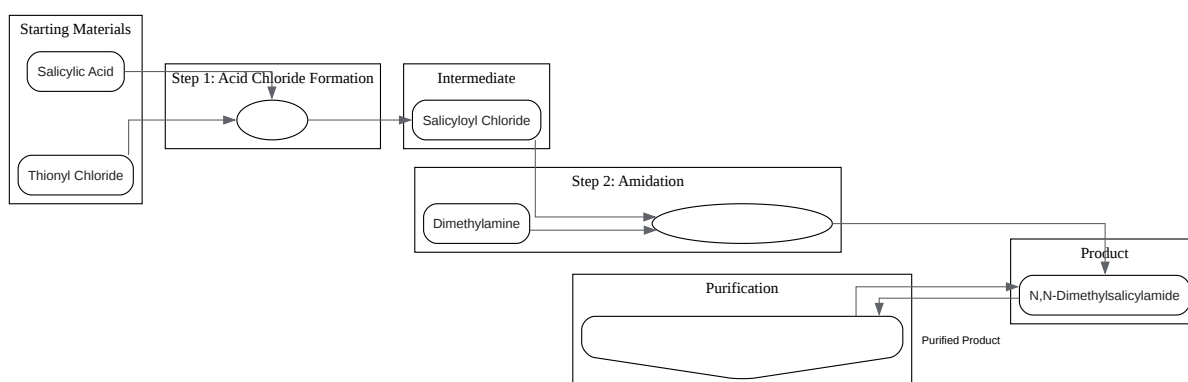 Starting Materials
Salicylic Acid
Thionyl Chloride
Step 1: Acid Chloride Formation
Intermediate
Salicyloyl Chloride
Step 2: Amidation
Dimethylamine
Product
N,N-Dimethylsalicylamide
Purification
Purified Product